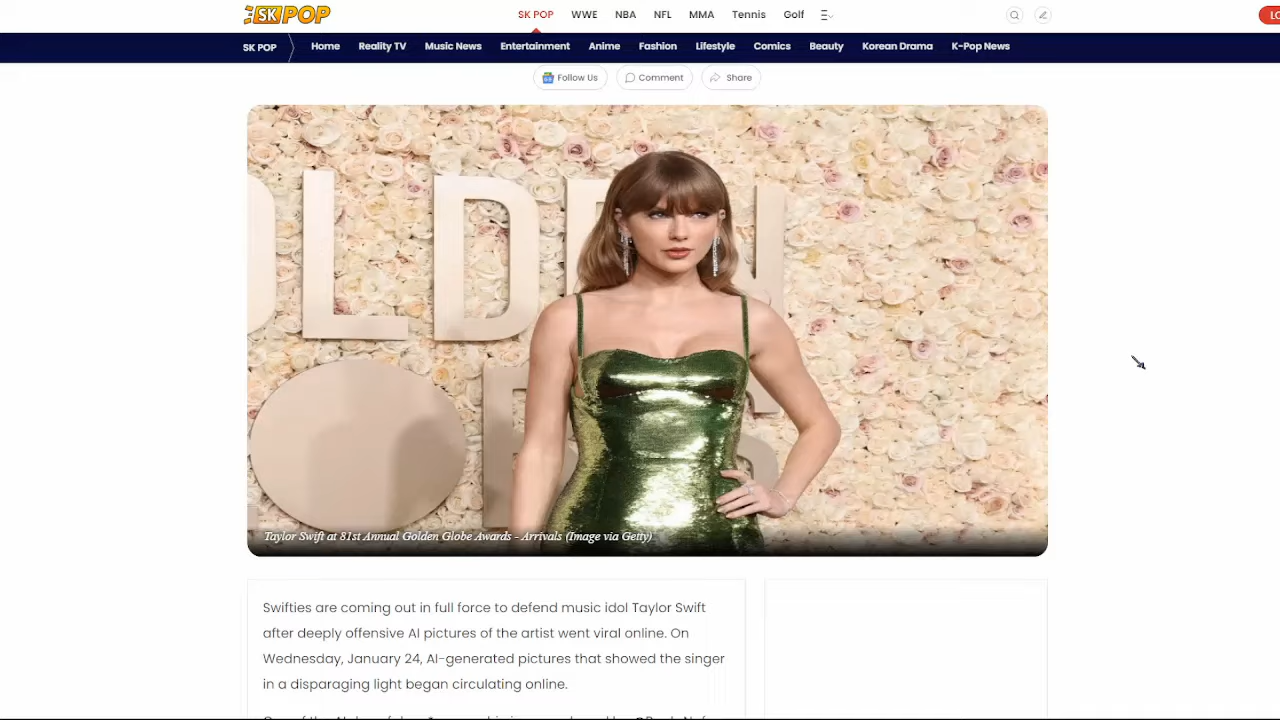 SK POP
SK POP WWE NBA NFL MMA Tennis Golf
SK POP Home Reality TV Music News Entertainment Anime Fashion Lifestyle Comics Beauty Korean Drama K-Pop News
Follow Us Comment Share
OLDEN
OB
Taylor Swift at 81st Annual Golden Globe Awards - Arrivals (Image via Getty)
Swifties are coming out in full force to defend music idol Taylor Swift
after deeply offensive AI pictures of the artist went viral online. On
Wednesday, January 24, AI-generated pictures that showed the singer
in a disparaging light began circulating online.